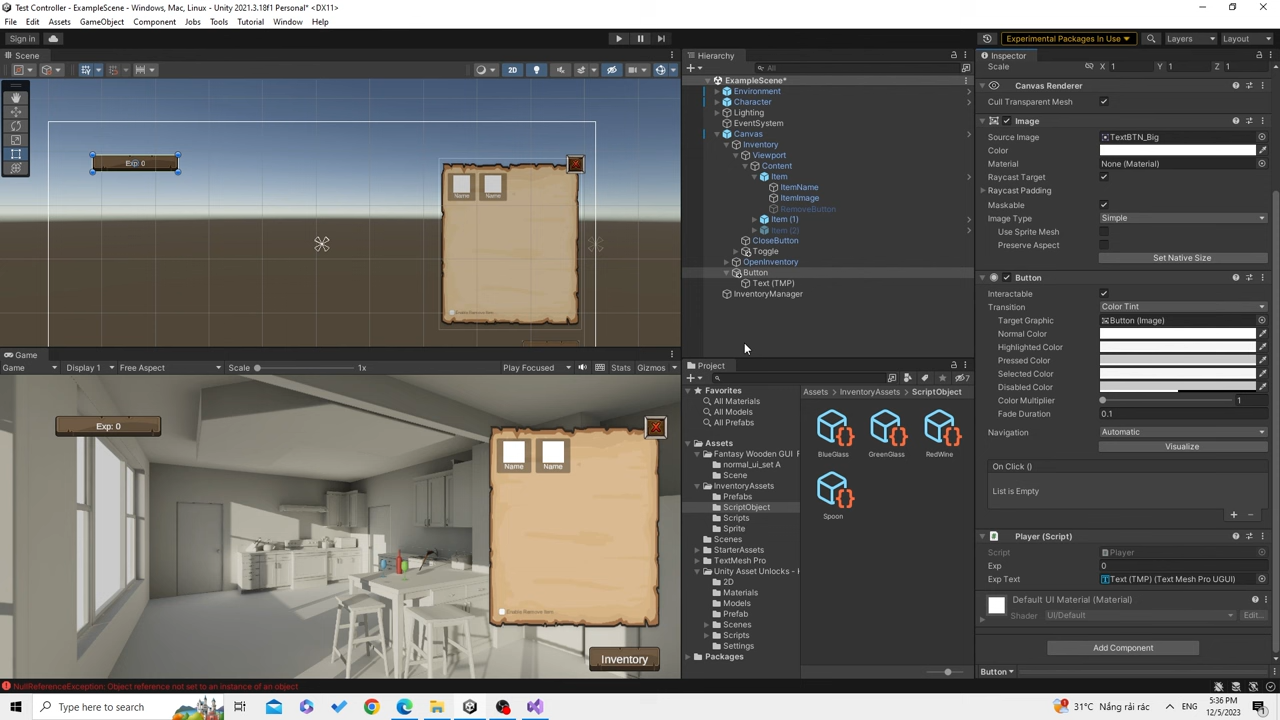 Test Controller - ExampleScene - Windows, Mac, Linux - Unity 2021.3.18f1 Personal* <DX11>
File Edit Assets GameObject Component Jobs Tools Tutorial Window Help
Sign in
Experimental Packages In Use
Layers
Layout
Scene
2D
Exp: 0
Name Name
Enable Remove Item
Game
Game Display 1 Free Aspect Scale 1x Play Focused Stats Gizmos
Exp: 0
Name Name
Enable Remove Item
Inventory
Hierarchy
All
ExampleScene*
Environment
Character
Lighting
EventSystem
Canvas
Inventory
Viewport
Content
Item
ItemName
ItemImage
RemoveButton
Item (1)
Item (2)
CloseButton
Toggle
OpenInventory
Button
Text (TMP)
InventoryManager
Project
7
Favorites
All Materials
All Models
All Prefabs
Assets
Fantasy Wooden GUI F
normal_ui_set A
Scene
InventoryAssets
Prefabs
ScriptObject
Scripts
Sprite
Scenes
StarterAssets
TextMesh Pro
Unity Asset Unlocks - H
2D
Materials
Models
Prefab
Scenes
Scripts
Settings
Packages
Assets InventoryAssets ScriptObject
BlueGlass GreenGlass RedWine
Spoon
Inspector
Scale X 1 Y 1 Z 1
Canvas Renderer
Cull Transparent Mesh
Image
Source Image TextBTN_Big
Color
Material None (Material)
Raycast Target
Raycast Padding
Maskable
Image Type Simple
Use Sprite Mesh
Preserve Aspect
Set Native Size
Button
Interactable
Transition Color Tint
Target Graphic Button (Image)
Normal Color
Highlighted Color
Pressed Color
Selected Color
Disabled Color
Color Multiplier 1
Fade Duration 0.1
Navigation Automatic
Visualize
On Click ()
List is Empty
Player (Script)
Script Player
Exp 0
Exp Text Text (TMP) (Text Mesh Pro UGUI)
Default UI Material (Material)
Shader UI/Default Edit...
Add Component
Button
NullReferenceException: Object reference not set to an instance of an object
Type here to search
31°C Nắng rải rác
5:36 PM
12/5/2023